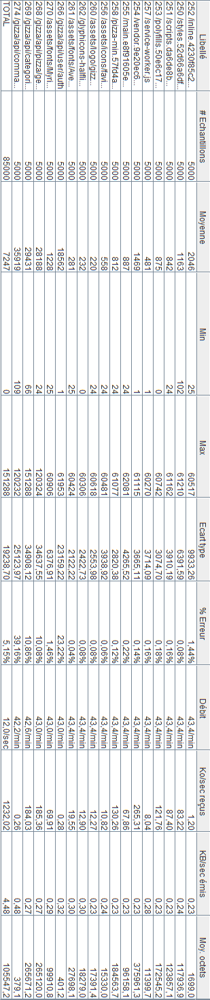 Libellé # Echantillons Moyenne Min Max Ecart type % Erreur Débit Ko/sec reçus KB/sec émis Moy. octets
252 /inline.4230f85c2... 5000 2046 25 60517 9933,26 1,44% 43,4/min 1,20 0,23 1699,0
250 /styles.52d66a6df... 5000 1163 102 61210 6391,59 0,08% 43,4/min 83,22 0,24 117936,9
251 /scripts.da6de8b... 5000 842 24 61162 3910,19 0,16% 43,4/min 87,40 0,23 123857,1
253 /polyfills.50e6c17... 5000 875 0 60742 3074,70 0,18% 43,4/min 121,76 0,23 172545,2
257 /service-worker.js 5000 481 1 60270 3714,09 0,16% 43,4/min 8,04 0,28 11399,7
254 /vendor.9e20ec6... 5000 1469 1 61115 3665,11 0,14% 43,4/min 265,31 0,23 375961,3
255 /main.e8f91605e... 5000 887 24 62081 4265,52 0,22% 43,4/min 67,86 0,23 96158,1
258 /pizza-min.57fd4a... 5000 812 24 61077 2820,38 0,12% 43,4/min 130,26 0,23 184563,7
256 /assets/icons/favi... 5000 558 24 60481 3938,92 0,06% 43,4/min 10,82 0,24 15330,0
260 /assets/logo/gizz... 5000 220 24 60618 2553,98 0,08% 43,4/min 12,27 0,23 17391,4
262 /glyphicons-halfli... 5000 232 0 60306 2422,73 0,08% 43,4/min 12,90 0,30 18279,0
261 /assets/fonts/Ave... 5000 281 25 60424 2122,22 0,04% 43,4/min 19,55 0,30 27698,1
266 /gizza/api/user/auth 5000 18562 1 61953 23159,22 23,22% 43,0/min 0,28 0,32 401,2
270 /assets/fonts/Myri... 5000 1228 25 60906 6376,91 1,46% 43,0/min 69,91 0,29 99910,8
268 /gizza/api/pizza/ge... 5000 28188 24 120324 34637,55 10,08% 43,0/min 185,36 0,27 265120,0
269 /gizza/api/categori... 5000 29431 66 151288 34908,12 10,86% 42,6/min 184,03 0,27 265671,2
274 /gizza/api/comma... 5000 35919 109 120232 25123,97 39,16% 42,2/min 0,26 0,48 379,1
TOTAL 85000 7247 0 151288 19238,70 5,15% 12,0/sec 1232,02 4,48 105547,2